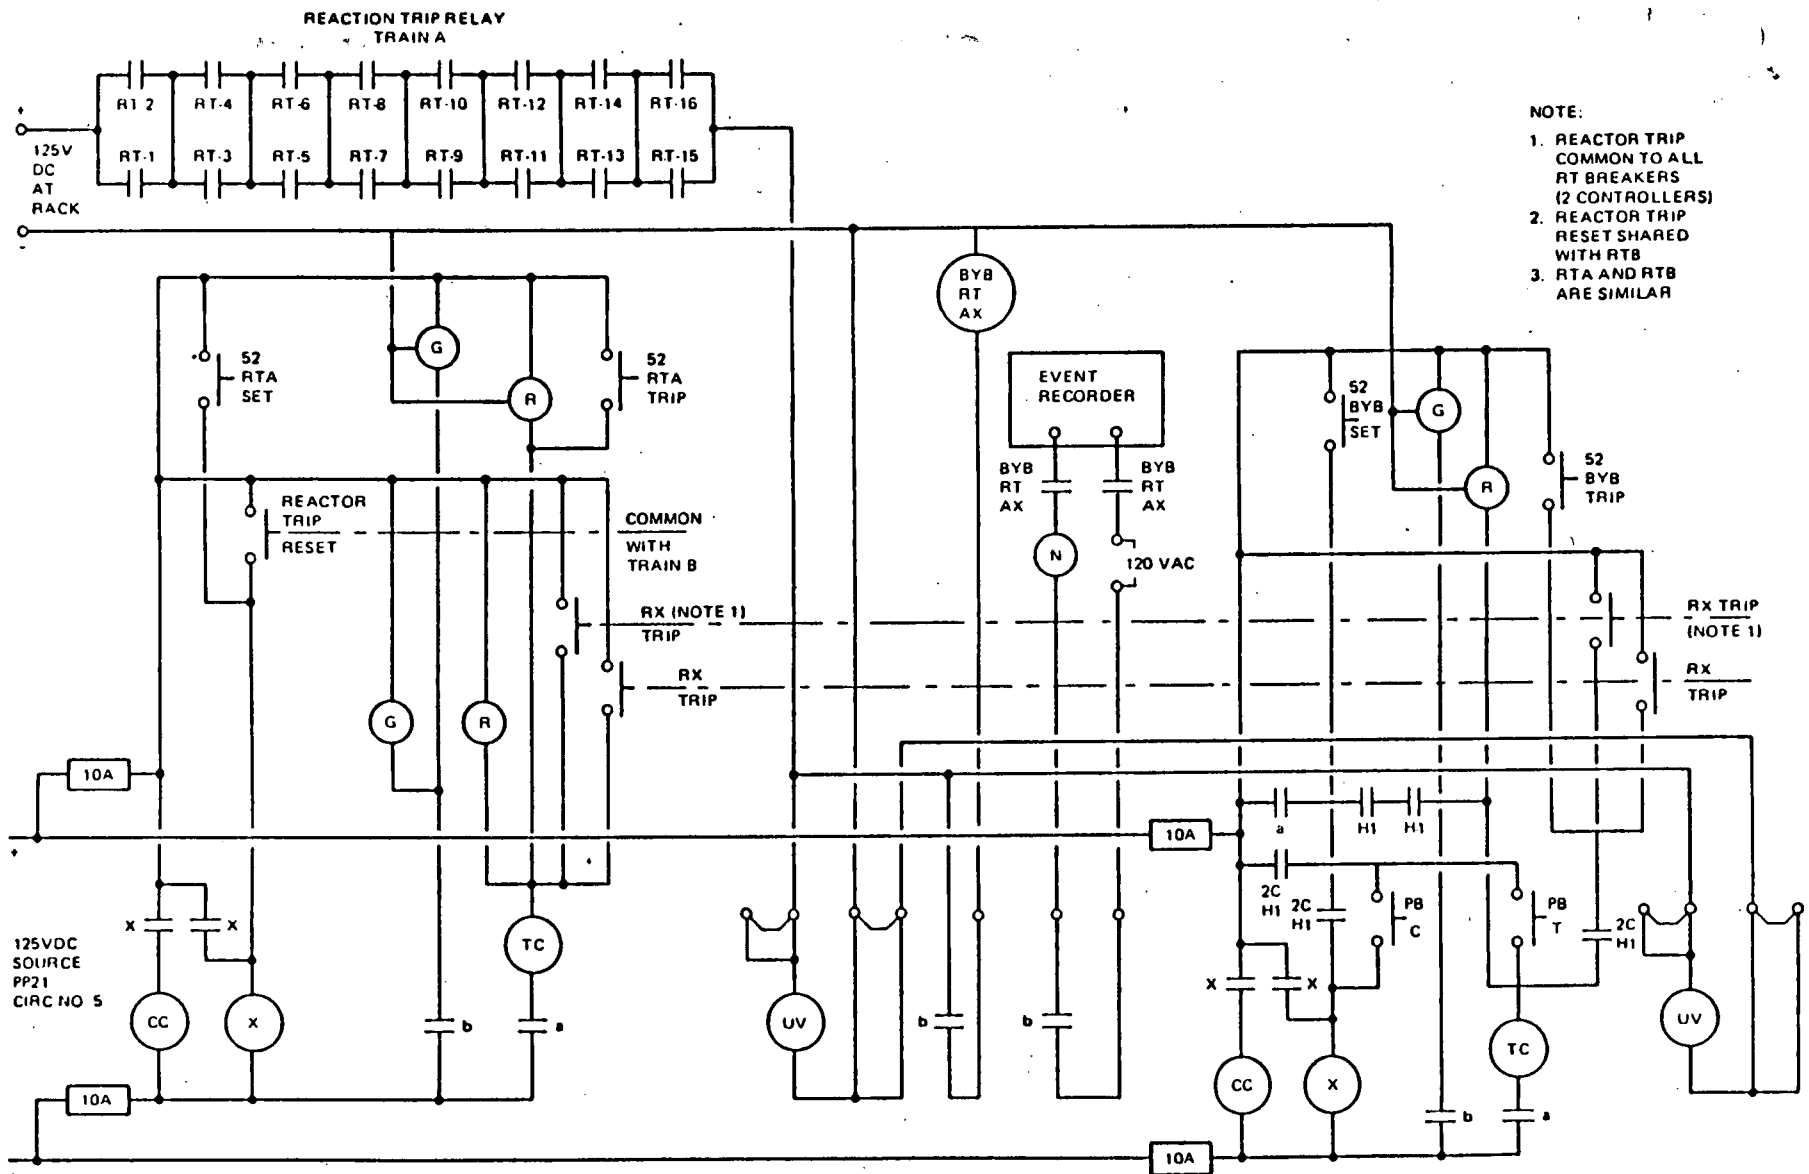 REACTION TRIP RELAY
TRAIN A
RT-2 RT-4 RT-6 RT-8 RT-10 RT-12 RT-14 RT-16
+
125V
DC
AT
RACK
-
RT-1 RT-3 RT-5 RT-7 RT-9 RT-11 RT-13 RT-15
NOTE:
1. REACTOR TRIP
COMMON TO ALL
RT BREAKERS
(2 CONTROLLERS)
2. REACTOR TRIP
RESET SHARED
WITH RTB
3. RTA AND RTB
ARE SIMILAR
52
RTA
SET
G
R
52
RTA
TRIP
BYB
RT
AX
EVENT
RECORDER
BYB
RT
AX
BYB
RT
AX
N
120 VAC
52
BYB
SET
G
R
52
BYB
TRIP
REACTOR
TRIP
RESET
COMMON
WITH
TRAIN B
RX (NOTE 1)
TRIP
RX
TRIP
RX TRIP
(NOTE 1)
RX
TRIP
G
R
10A
+
10A
a
H1
H1
2C
H1
2C
H1
PB
C
PB
T
2C
H1
X
X
125VDC
SOURCE
PP21
CIRC NO 5
CC
X
b
TC
a
UV
b
b
X
X
CC
X
b
TC
a
UV
10A
10A